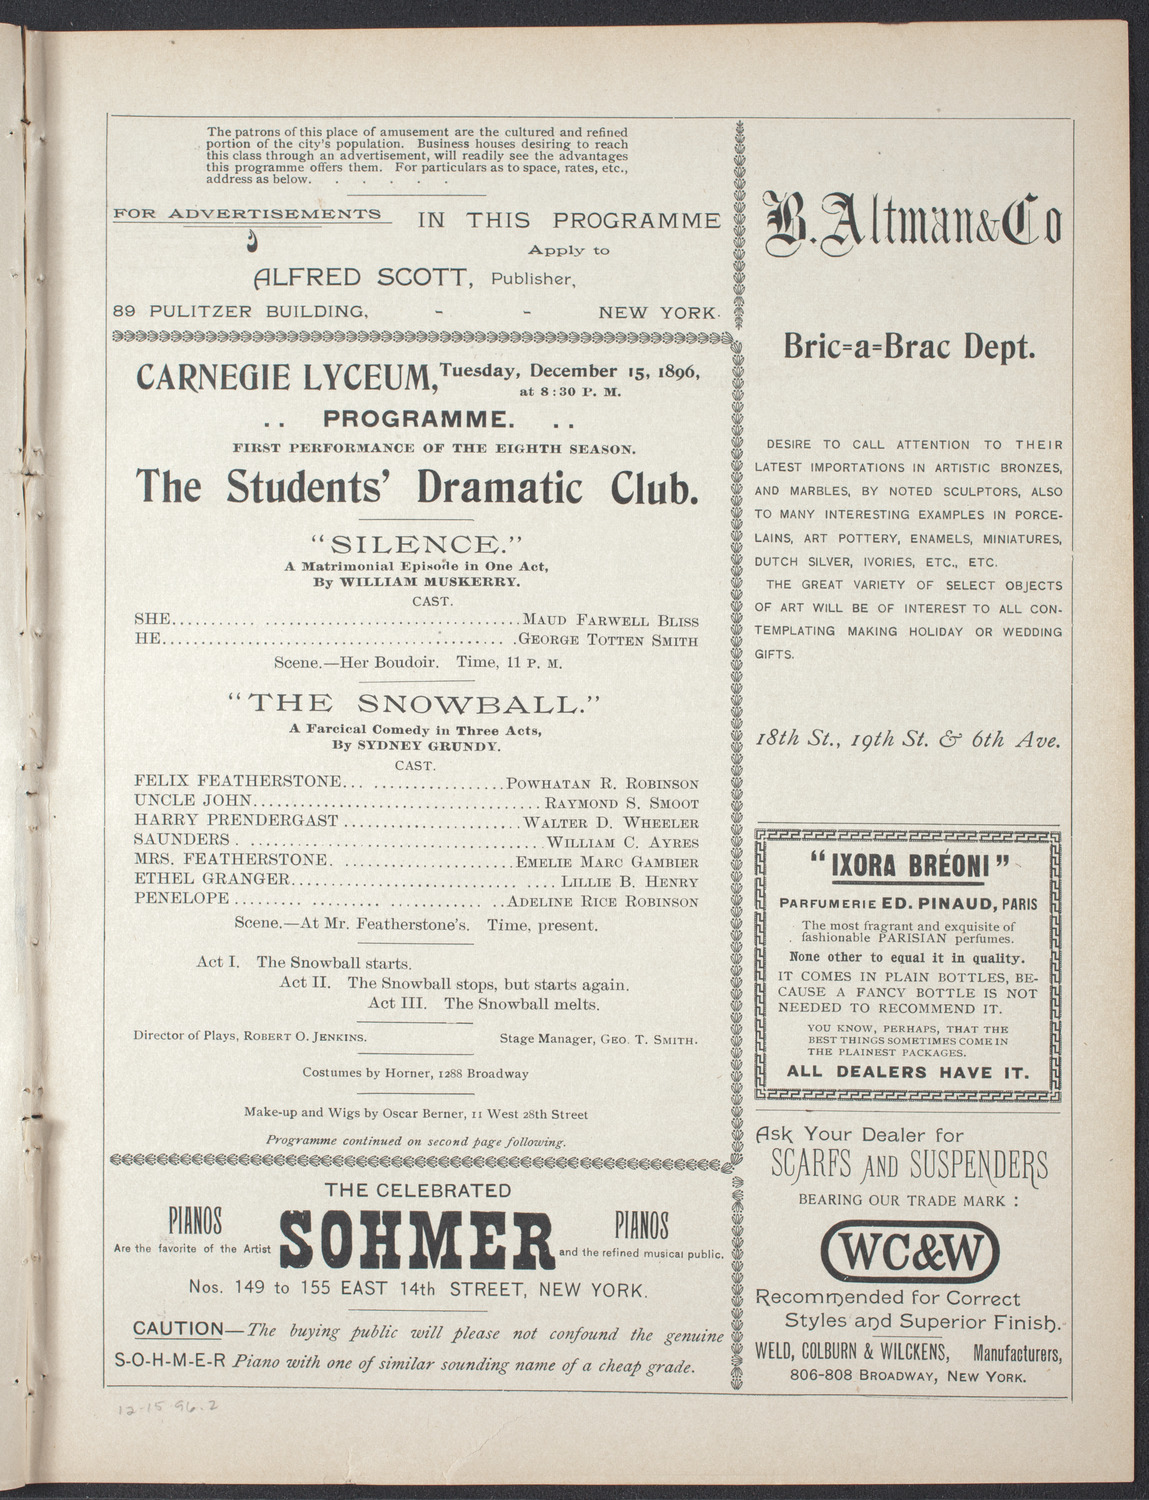 The patrons of this place of amusement are the cultured and refined
portion of the city's population. Business houses desiring to reach
this class through an advertisement, will readily see the advantages
this programme offers them. For particulars as to space, rates, etc.,
address as below. . . . . .
FOR ADVERTISEMENTS IN THIS PROGRAMME
Apply to
ALFRED SCOTT, Publisher,
89 PULITZER BUILDING, - - NEW YORK.
CARNEGIE LYCEUM, Tuesday, December 15, 1896,
at 8:30 P. M.
.. PROGRAMME. ..
FIRST PERFORMANCE OF THE EIGHTH SEASON.
The Students' Dramatic Club.
"SILENCE."
A Matrimonial Episode in One Act,
By WILLIAM MUSKERRY.
CAST.
SHE.......... ................................MAUD FARWELL BLISS
HE.............................................GEORGE TOTTEN SMITH
Scene.—Her Boudoir. Time, 11 P. M.
"THE SNOWBALL."
A Farcical Comedy in Three Acts,
By SYDNEY GRUNDY.
CAST.
FELIX FEATHERSTONE... .................POWHATAN R. ROBINSON
UNCLE JOHN.....................................RAYMOND S. SMOOT
HARRY PRENDERGAST.......................WALTER D. WHEELER
SAUNDERS. .....................................WILLIAM C. AYRES
MRS. FEATHERSTONE. ......................EMELIE MARC GAMBIER
ETHEL GRANGER............................. ....LILLIE B. HENRY
PENELOPE......... ............. .........ADELINE RICE ROBINSON
Scene.—At Mr. Featherstone's. Time, present.
Act I. The Snowball starts.
Act II. The Snowball stops, but starts again.
Act III. The Snowball melts.
Director of Plays, ROBERT O. JENKINS. Stage Manager, GEO. T. SMITH.
Costumes by Horner, 1288 Broadway
Make-up and Wigs by Oscar Berner, 11 West 28th Street
Programme continued on second page following.
THE CELEBRATED
PIANOS SOHMER PIANOS
Are the favorite of the Artist and the refined musical public.
Nos. 149 to 155 EAST 14th STREET, NEW YORK.
CAUTION—The buying public will please not confound the genuine
S-O-H-M-E-R Piano with one of similar sounding name of a cheap grade.
12-15-96.2
B. Altman & Co
Bric=a=Brac Dept.
DESIRE TO CALL ATTENTION TO THEIR
LATEST IMPORTATIONS IN ARTISTIC BRONZES,
AND MARBLES, BY NOTED SCULPTORS, ALSO
TO MANY INTERESTING EXAMPLES IN PORCE-
LAINS, ART POTTERY, ENAMELS, MINIATURES,
DUTCH SILVER, IVORIES, ETC., ETC.
THE GREAT VARIETY OF SELECT OBJECTS
OF ART WILL BE OF INTEREST TO ALL CON-
TEMPLATING MAKING HOLIDAY OR WEDDING
GIFTS.
18th St., 19th St. & 6th Ave.
"IXORA BRÉONI"
PARFUMERIE ED. PINAUD, PARIS
The most fragrant and exquisite of
fashionable PARISIAN perfumes.
None other to equal it in quality.
IT COMES IN PLAIN BOTTLES, BE-
CAUSE A FANCY BOTTLE IS NOT
NEEDED TO RECOMMEND IT.
YOU KNOW, PERHAPS, THAT THE
BEST THINGS SOMETIMES COME IN
THE PLAINEST PACKAGES.
ALL DEALERS HAVE IT.
Ask Your Dealer for
SCARFS AND SUSPENDERS
BEARING OUR TRADE MARK :
WC&W
Recommended for Correct
Styles and Superior Finish.
WELD, COLBURN & WILCKENS, Manufacturers,
806-808 BROADWAY, NEW YORK.